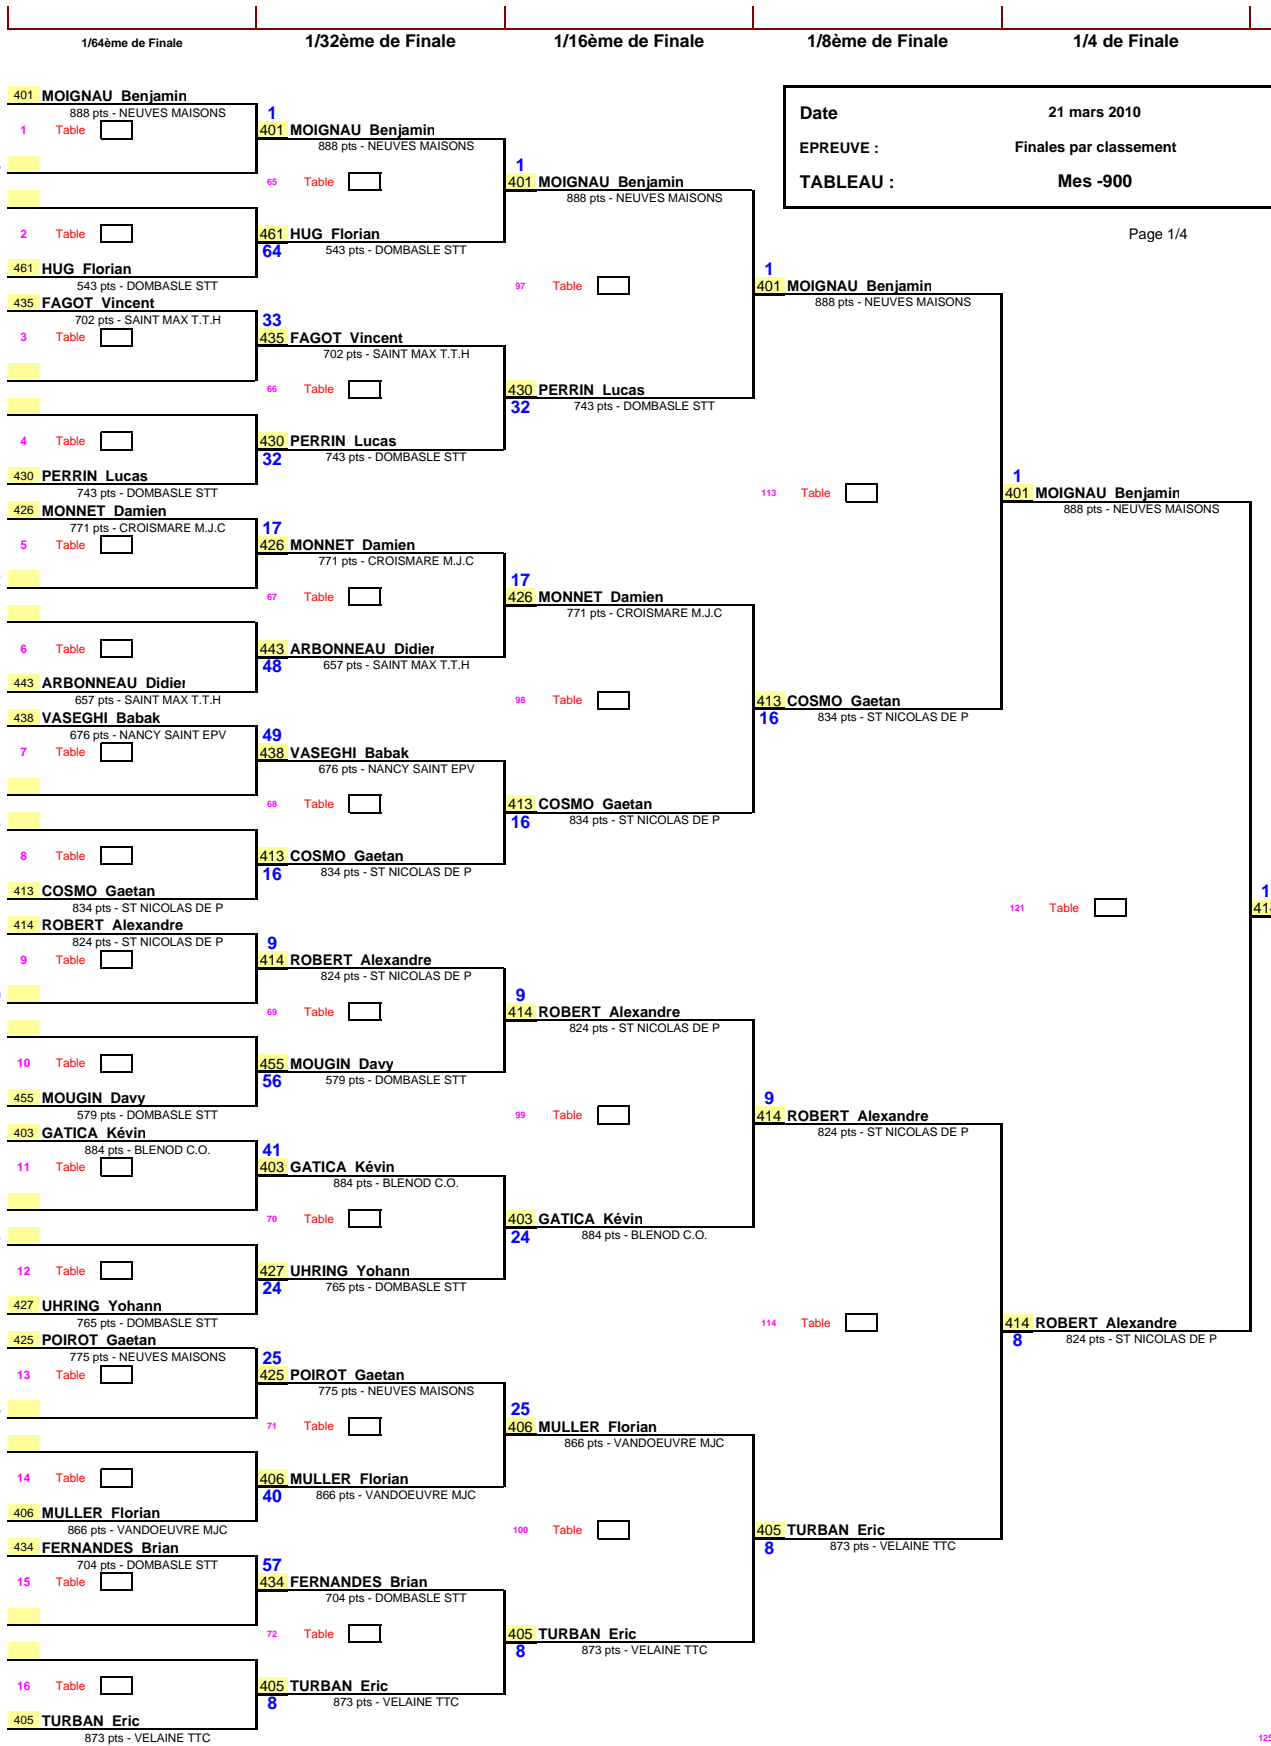 1/64ème de Finale
1/32ème de Finale
1/16ème de Finale
1/8ème de Finale
1/4 de Finale
Date 21 mars 2010
EPREUVE : Finales par classement
TABLEAU : Mes -900
Page 1/4
401 MOIGNAU Benjamin
888 pts - NEUVES MAISONS
1 Table
2 Table
461 HUG Florian
543 pts - DOMBASLE STT
435 FAGOT Vincent
702 pts - SAINT MAX T.T.H
3 Table
4 Table
430 PERRIN Lucas
743 pts - DOMBASLE STT
426 MONNET Damien
771 pts - CROISMARE M.J.C
5 Table
6 Table
443 ARBONNEAU Didier
657 pts - SAINT MAX T.T.H
438 VASEGHI Babak
676 pts - NANCY SAINT EPV
7 Table
8 Table
413 COSMO Gaetan
834 pts - ST NICOLAS DE P
414 ROBERT Alexandre
824 pts - ST NICOLAS DE P
9 Table
10 Table
455 MOUGIN Davy
579 pts - DOMBASLE STT
403 GATICA Kévin
884 pts - BLENOD C.O.
11 Table
12 Table
427 UHRING Yohann
765 pts - DOMBASLE STT
425 POIROT Gaetan
775 pts - NEUVES MAISONS
13 Table
14 Table
406 MULLER Florian
866 pts - VANDOEUVRE MJC
434 FERNANDES Brian
704 pts - DOMBASLE STT
15 Table
16 Table
405 TURBAN Eric
873 pts - VELAINE TTC
1
401 MOIGNAU Benjamin
888 pts - NEUVES MAISONS
65 Table
461 HUG Florian
64 543 pts - DOMBASLE STT
33
435 FAGOT Vincent
702 pts - SAINT MAX T.T.H
66 Table
430 PERRIN Lucas
32 743 pts - DOMBASLE STT
17
426 MONNET Damien
771 pts - CROISMARE M.J.C
67 Table
443 ARBONNEAU Didier
48 657 pts - SAINT MAX T.T.H
49
438 VASEGHI Babak
676 pts - NANCY SAINT EPV
68 Table
413 COSMO Gaetan
16 834 pts - ST NICOLAS DE P
9
414 ROBERT Alexandre
824 pts - ST NICOLAS DE P
69 Table
455 MOUGIN Davy
56 579 pts - DOMBASLE STT
41
403 GATICA Kévin
884 pts - BLENOD C.O.
70 Table
427 UHRING Yohann
24 765 pts - DOMBASLE STT
25
425 POIROT Gaetan
775 pts - NEUVES MAISONS
71 Table
406 MULLER Florian
40 866 pts - VANDOEUVRE MJC
57
434 FERNANDES Brian
704 pts - DOMBASLE STT
72 Table
405 TURBAN Eric
8 873 pts - VELAINE TTC
1
401 MOIGNAU Benjamin
888 pts - NEUVES MAISONS
97 Table
430 PERRIN Lucas
32 743 pts - DOMBASLE STT
17
426 MONNET Damien
771 pts - CROISMARE M.J.C
98 Table
413 COSMO Gaetan
16 834 pts - ST NICOLAS DE P
9
414 ROBERT Alexandre
824 pts - ST NICOLAS DE P
99 Table
403 GATICA Kévin
24 884 pts - BLENOD C.O.
25
406 MULLER Florian
866 pts - VANDOEUVRE MJC
100 Table
405 TURBAN Eric
8 873 pts - VELAINE TTC
1
401 MOIGNAU Benjamin
888 pts - NEUVES MAISONS
113 Table
413 COSMO Gaetan
16 834 pts - ST NICOLAS DE P
9
414 ROBERT Alexandre
824 pts - ST NICOLAS DE P
114 Table
405 TURBAN Eric
8 873 pts - VELAINE TTC
1
401 MOIGNAU Benjamin
888 pts - NEUVES MAISONS
121 Table
414 ROBERT Alexandre
8 824 pts - ST NICOLAS DE P
1